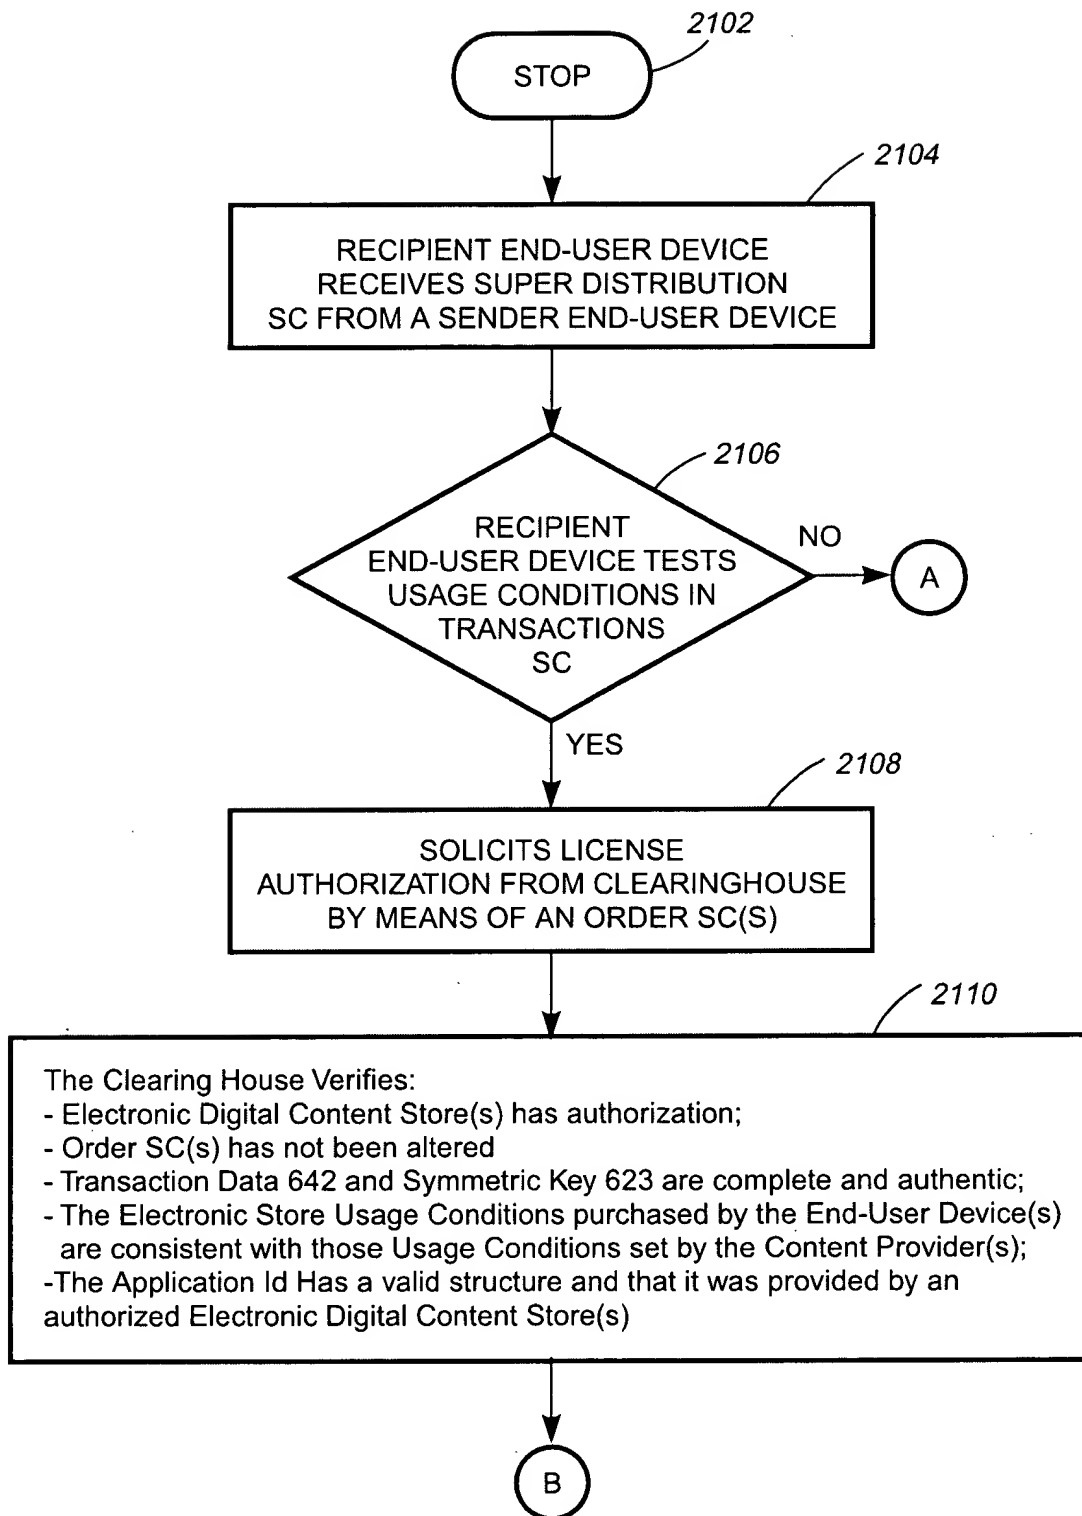 2102
STOP
2104
RECIPIENT END-USER DEVICE
RECEIVES SUPER DISTRIBUTION
SC FROM A SENDER END-USER DEVICE
2106
RECIPIENT
END-USER DEVICE TESTS
USAGE CONDITIONS IN
TRANSACTIONS
SC
NO
A
YES
2108
SOLICITS LICENSE
AUTHORIZATION FROM CLEARINGHOUSE
BY MEANS OF AN ORDER SC(S)
2110
The Clearing House Verifies:
- Electronic Digital Content Store(s) has authorization;
- Order SC(s) has not been altered
- Transaction Data 642 and Symmetric Key 623 are complete and authentic;
- The Electronic Store Usage Conditions purchased by the End-User Device(s)
are consistent with those Usage Conditions set by the Content Provider(s);
-The Application Id Has a valid structure and that it was provided by an
authorized Electronic Digital Content Store(s)
B